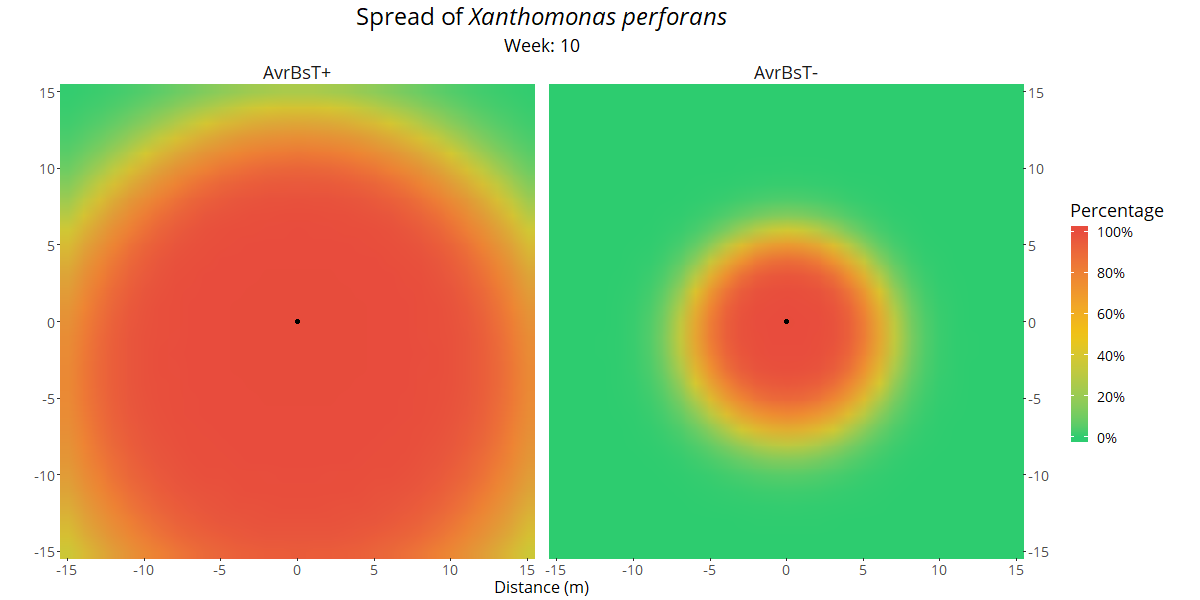 Spread of Xanthomonas perforans
Week: 10
AvrBsT+
AvrBsT-
15
10
5
0
-5
-10
-15
-15 -10 -5 0 5 10 15
15
10
5
0
-5
-10
-15
-15 -10 -5 0 5 10 15
Distance (m)
Percentage
100%
80%
60%
40%
20%
0%